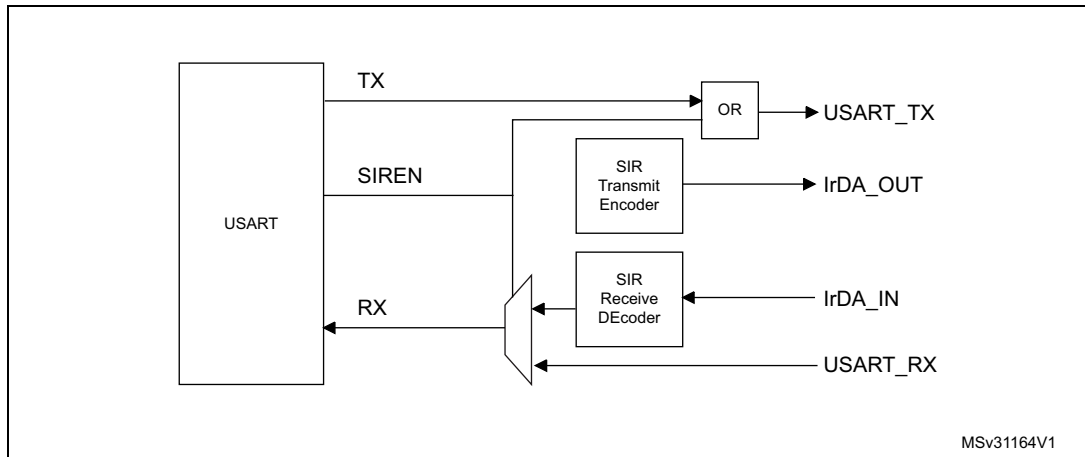 TX
OR
USART_TX
SIREN
SIR
Transmit
Encoder
IrDA_OUT
USART
SIR
Receive
DEcoder
IrDA_IN
RX
USART_RX
MSv31164V1